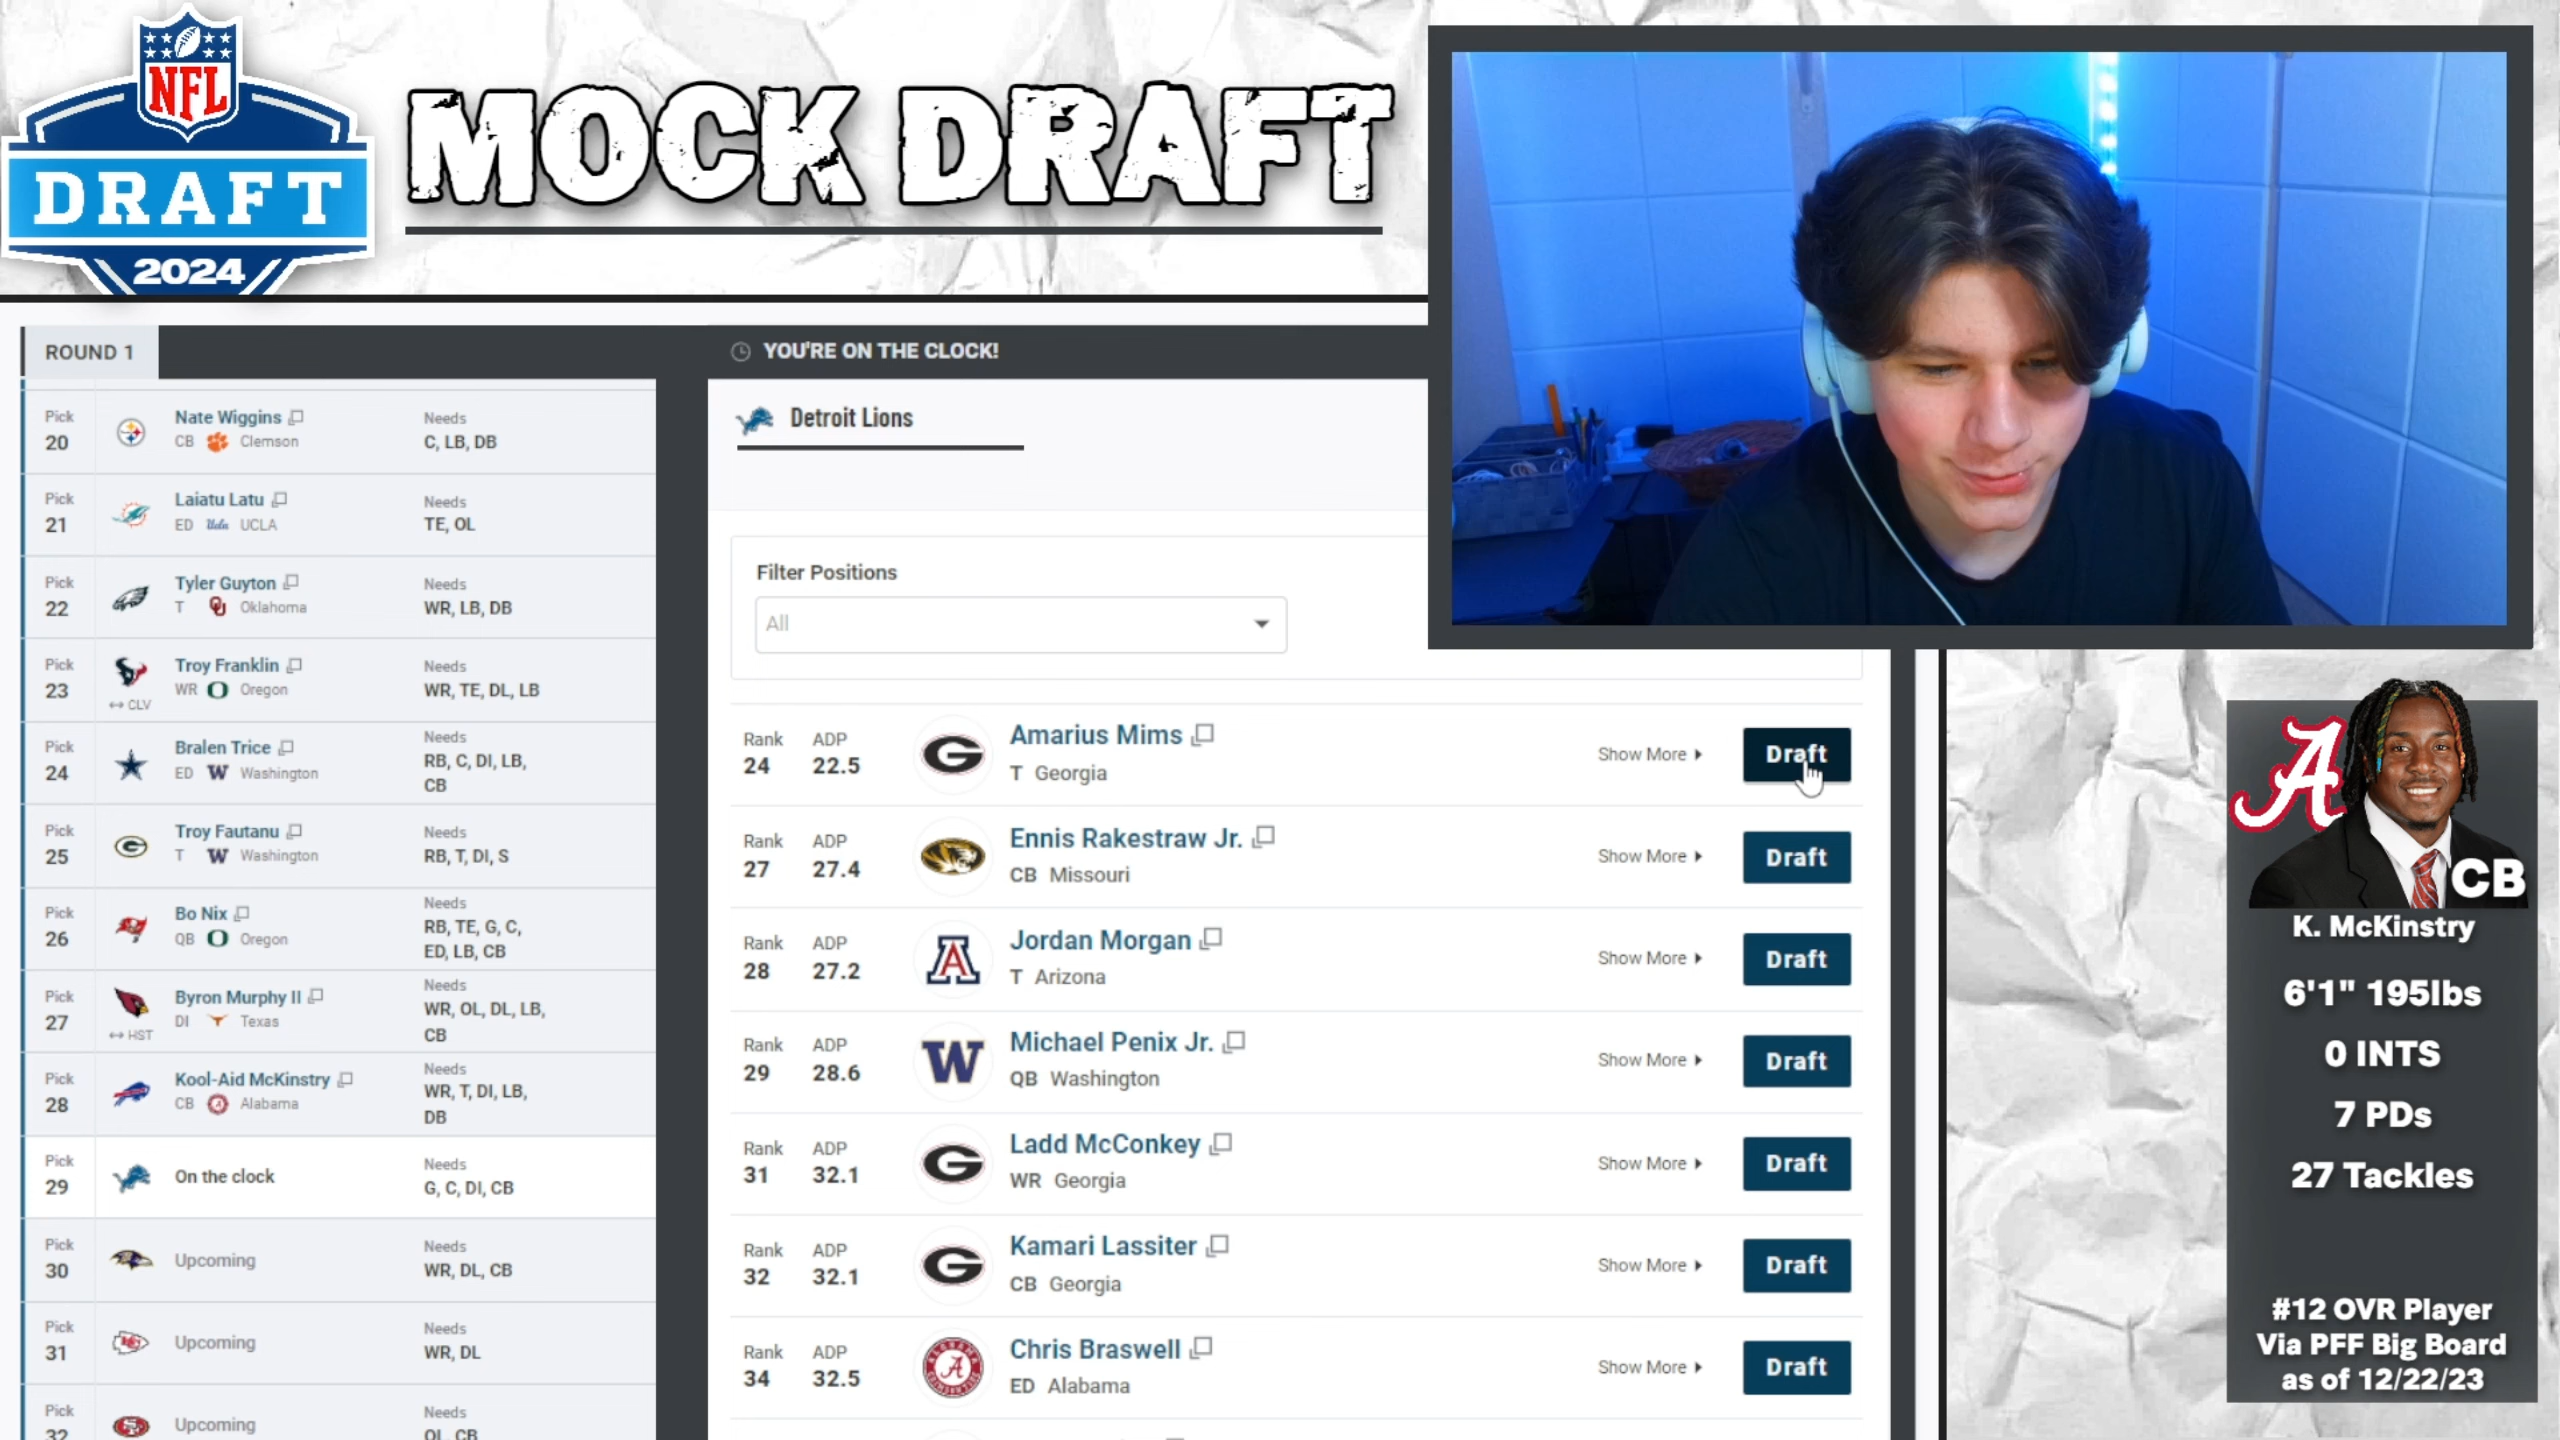 NFL
DRAFT
2024
MOCK DRAFT
ROUND 1
Pick
20
Nate Wiggins
CB Clemson
Needs
C, LB, DB
Pick
21
Laiatu Latu
ED Ucla UCLA
Needs
TE, OL
Pick
22
Tyler Guyton
T OU Oklahoma
Needs
WR, LB, DB
Pick
23
↔ CLV
Troy Franklin
WR O Oregon
Needs
WR, TE, DL, LB
Pick
24
Bralen Trice
ED W Washington
Needs
RB, C, DI, LB,
CB
Pick
25
Troy Fautanu
T W Washington
Needs
RB, T, DI, S
Pick
26
Bo Nix
QB O Oregon
Needs
RB, TE, G, C,
ED, LB, CB
Pick
27
↔ HST
Byron Murphy II
DI Texas
Needs
WR, OL, DL, LB,
CB
Pick
28
Kool-Aid McKinstry
CB Alabama
Needs
WR, T, DI, LB,
DB
Pick
29
On the clock
Needs
G, C, DI, CB
Pick
30
Upcoming
Needs
WR, DL, CB
Pick
31
Upcoming
Needs
WR, DL
Pick
32
Upcoming
Needs
OL, CB
YOU'RE ON THE CLOCK!
Detroit Lions
Filter Positions
All
Rank ADP
24 22.5
G
Amarius Mims
T Georgia
Show More
Draft
Rank ADP
27 27.4
Ennis Rakestraw Jr.
CB Missouri
Show More
Draft
Rank ADP
28 27.2
A
Jordan Morgan
T Arizona
Show More
Draft
Rank ADP
29 28.6
W
Michael Penix Jr.
QB Washington
Show More
Draft
Rank ADP
31 32.1
G
Ladd McConkey
WR Georgia
Show More
Draft
Rank ADP
32 32.1
G
Kamari Lassiter
CB Georgia
Show More
Draft
Rank ADP
34 32.5
A
Chris Braswell
ED Alabama
Show More
Draft
A
CB
K. McKinstry
6'1" 195lbs
0 INTS
7 PDs
27 Tackles
#12 OVR Player
Via PFF Big Board
as of 12/22/23